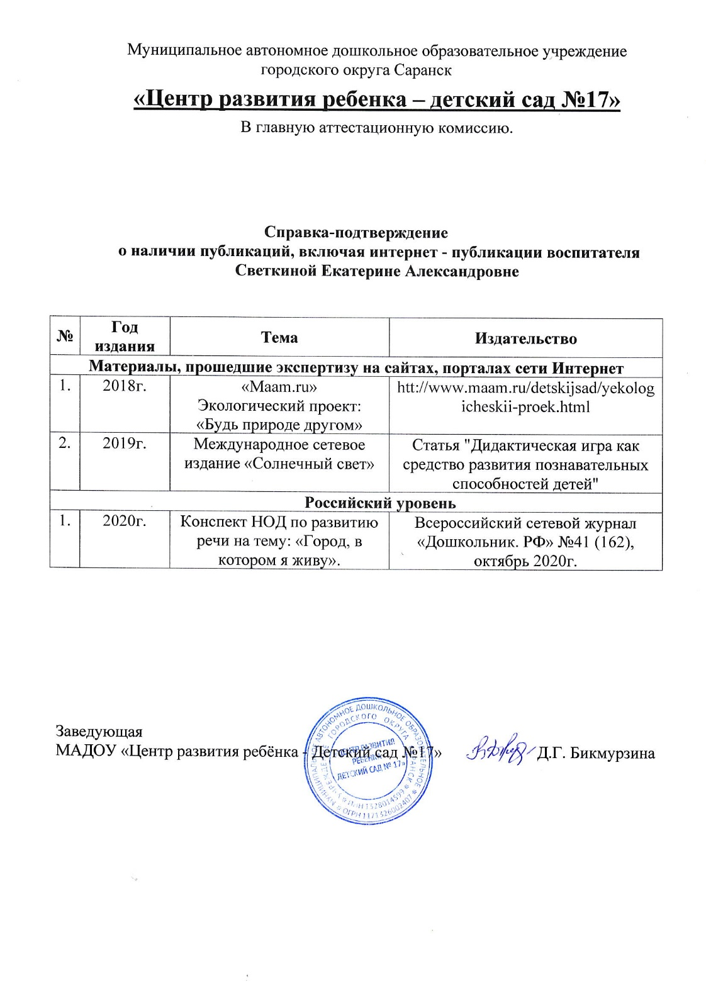 Муниципальное автономное дошкольное образовательное учреждение
городского округа Саранск
«Центр развития ребенка – детский сад №17»
В главную аттестационную комиссию.
Справка-подтверждение
о наличии публикаций, включая интернет - публикации воспитателя
Светкиной Екатерине Александровне
№ Год издания Тема Издательство
Материалы, прошедшие экспертизу на сайтах, порталах сети Интернет
1. 2018г. «Maam.ru» htt://www.maam.ru/detskijsad/yekolog
Экологический проект: icheskii-proek.html
«Будь природе другом»
2. 2019г. Международное сетевое Статья "Дидактическая игра как
издание «Солнечный свет» средство развития познавательных
способностей детей"
Российский уровень
1. 2020г. Конспект НОД по развитию Всероссийский сетевой журнал
речи на тему: «Город, в «Дошкольник. РФ» №41 (162),
котором я живу». октябрь 2020г.
Заведующая
МАДОУ «Центр развития ребёнка - Детский сад №17» Д.Г. Бикмурзина
МУНИЦИПАЛЬНОЕ АВТОНОМНОЕ ДОШКОЛЬНОЕ ОБРАЗОВАТЕЛЬНОЕ
УЧРЕЖДЕНИЕ ГОРОДСКОГО ОКРУГА САРАНСК
ЦЕНТР РАЗВИТИЯ
РЕБЕНКА
ДЕТСКИЙ САД № 17»
ИНН 1328014599
ОГРН 1171326002407